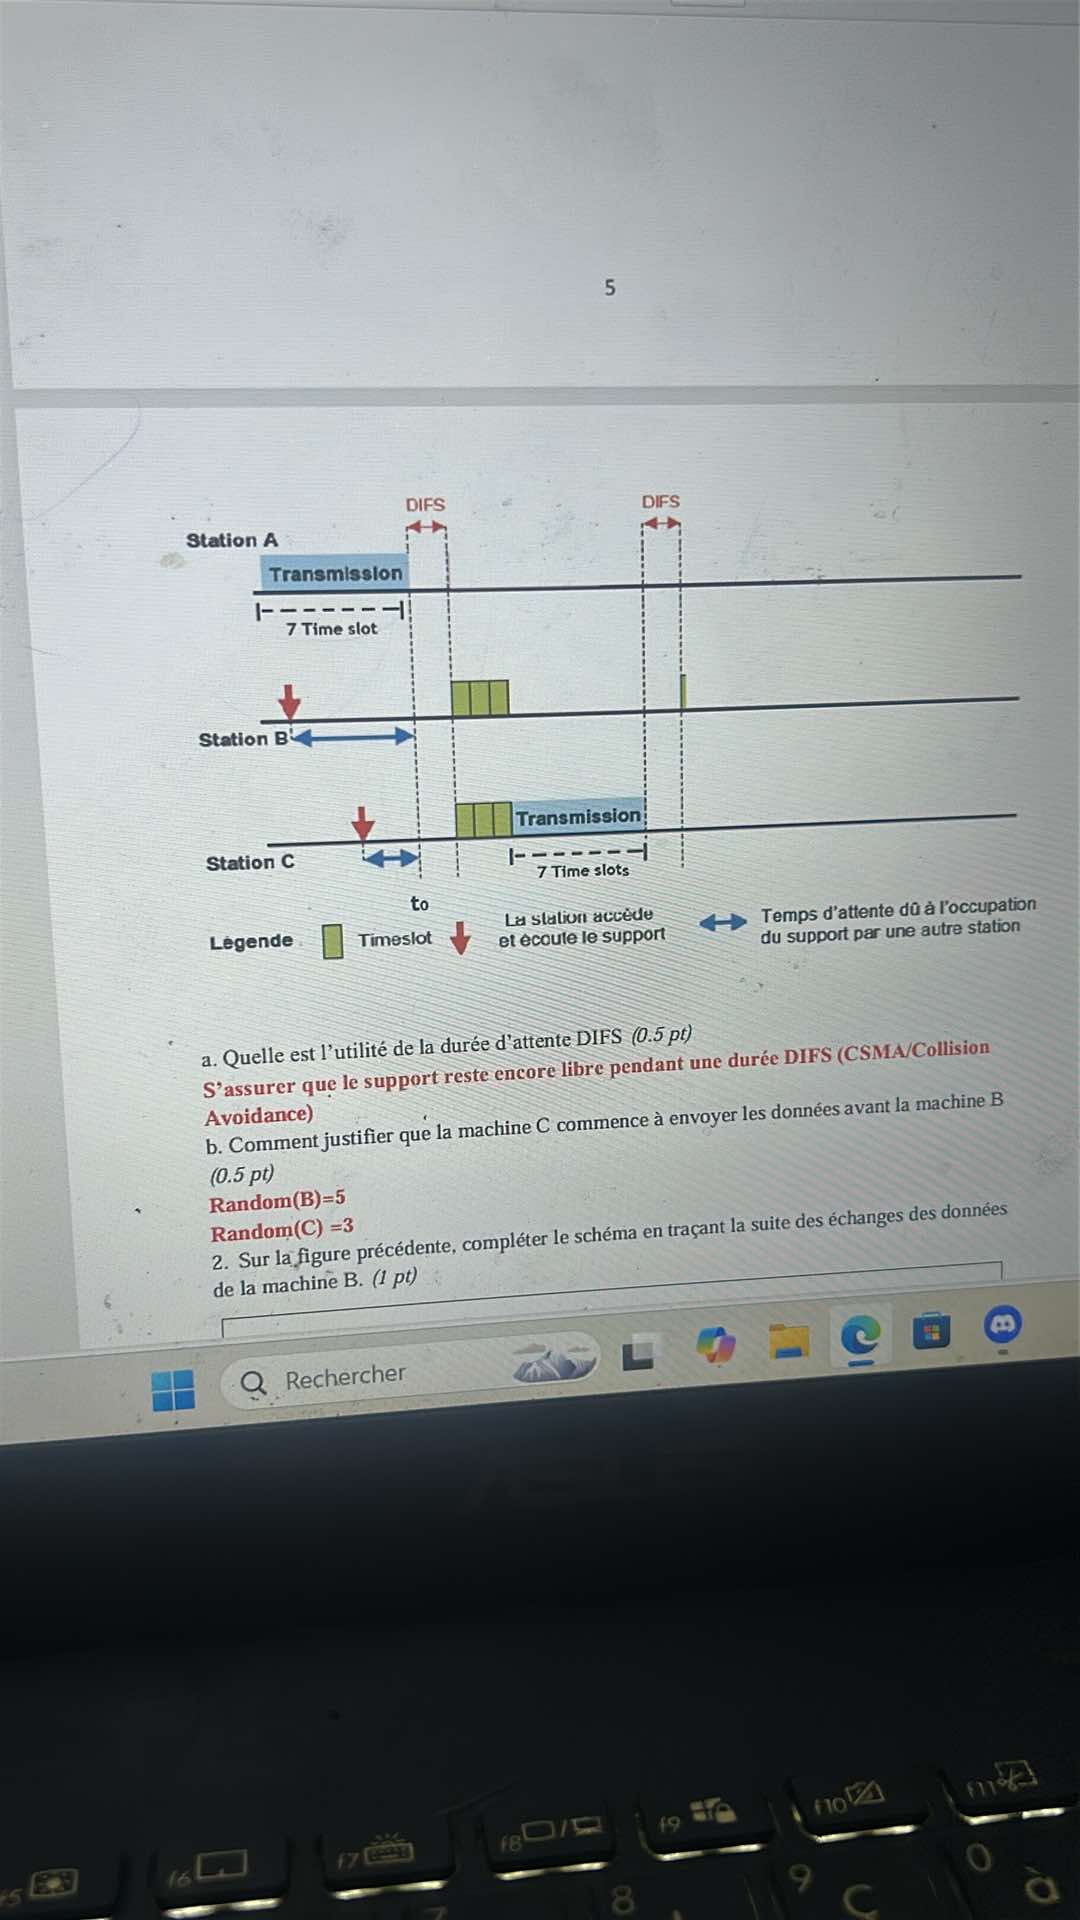 5
DIFS
DIFS
Station A
Transmission
7 Time slot
Station B
Transmission
Station C
7 Time slots
to
Légende
Timeslot
La station accède
et écoute le support
Temps d'attente dû à l'occupation
du support par une autre station
a. Quelle est l'utilité de la durée d'attente DIFS (0.5 pt)
S'assurer que le support reste encore libre pendant une durée DIFS (CSMA/Collision
Avoidance)
b. Comment justifier que la machine C commence à envoyer les données avant la machine B
(0.5 pt)
Random(B)=5
Random(C) =3
2. Sur la figure précédente, compléter le schéma en traçant la suite des échanges des données
de la machine B. (1 pt)
Rechercher
f5
f6
f7
f8
f9
f10
f11
7
8
9
Ç
0
à